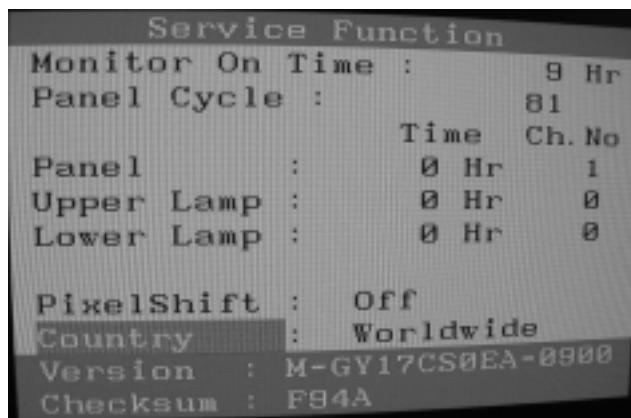 Service Function
Monitor On Time : 9 Hr
Panel Cycle : 81
Time Ch. No
Panel : 0 Hr 1
Upper Lamp : 0 Hr 0
Lower Lamp : 0 Hr 0
PixelShift : Off
Country : Worldwide
Version : M-GY17CS0EA-0900
Checksum : F94A